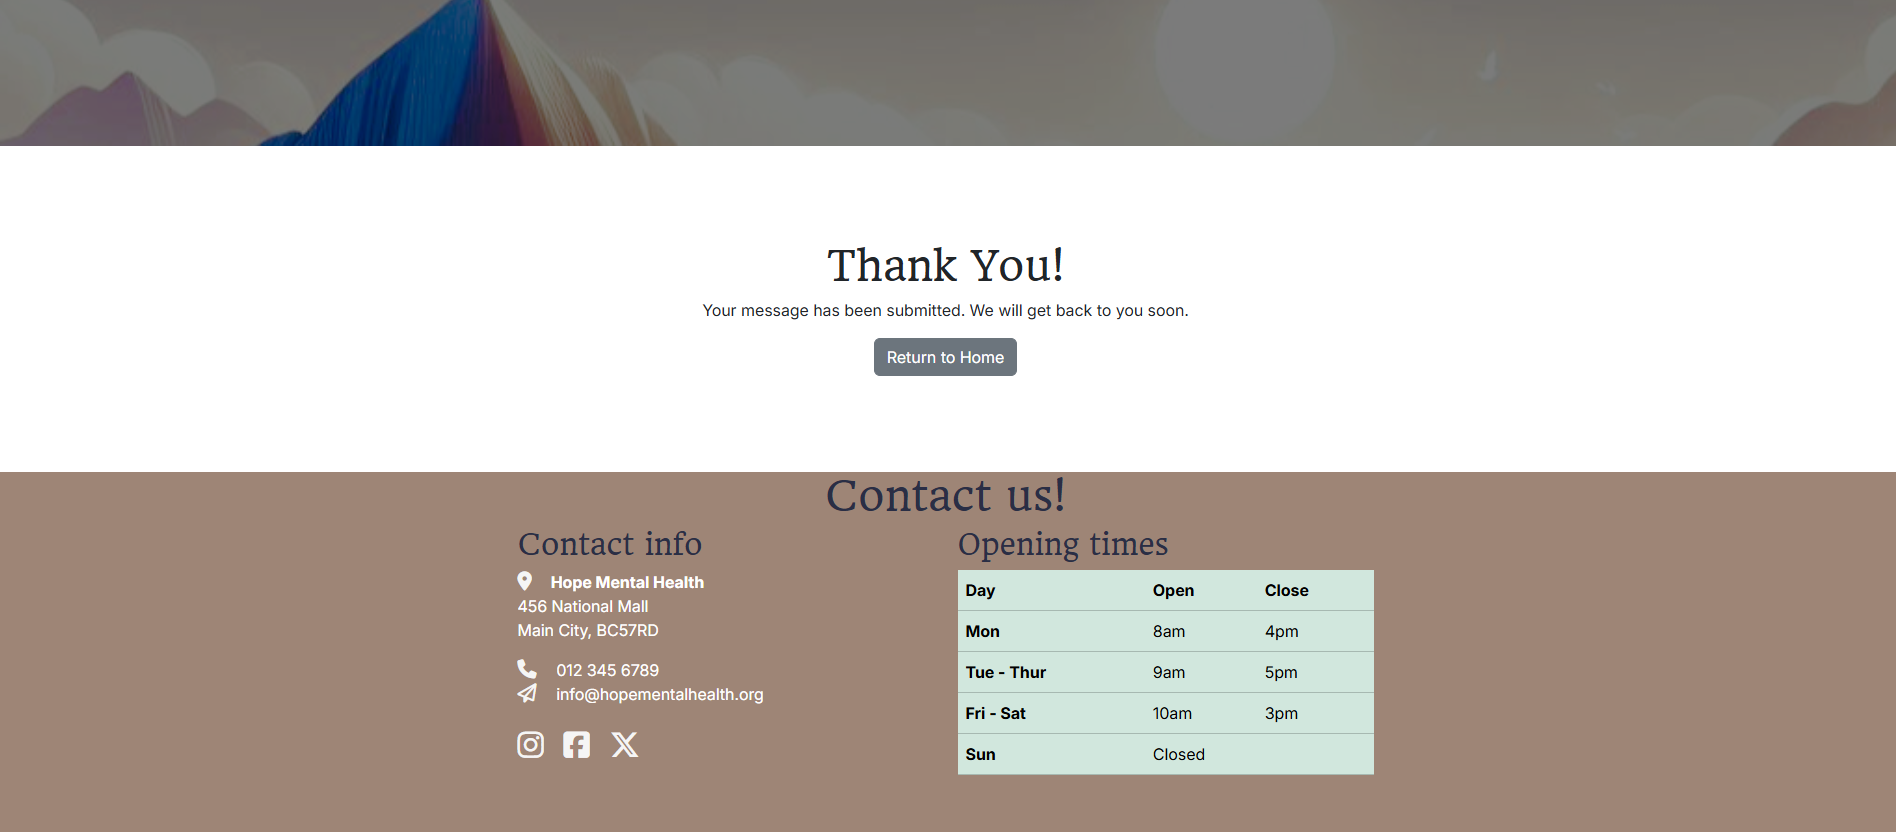 Thank You!
Your message has been submitted. We will get back to you soon.
Return to Home
Contact us!
Contact info
Hope Mental Health
456 National Mall
Main City, BC57RD
012 345 6789
info@hopementalhealth.org
Opening times
Day Open Close
Mon 8am 4pm
Tue - Thur 9am 5pm
Fri - Sat 10am 3pm
Sun Closed